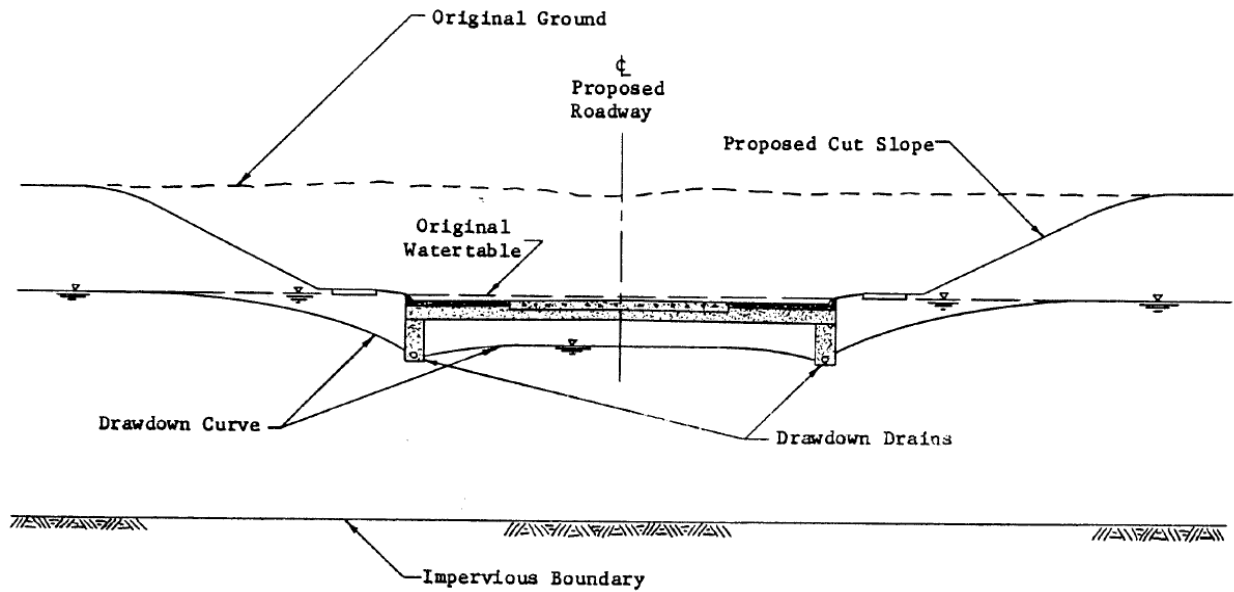 Original Ground
℄
Proposed
Roadway
Proposed Cut Slope
Original
Watertable
Drawdown Curve
Drawdown Drains
Impervious Boundary